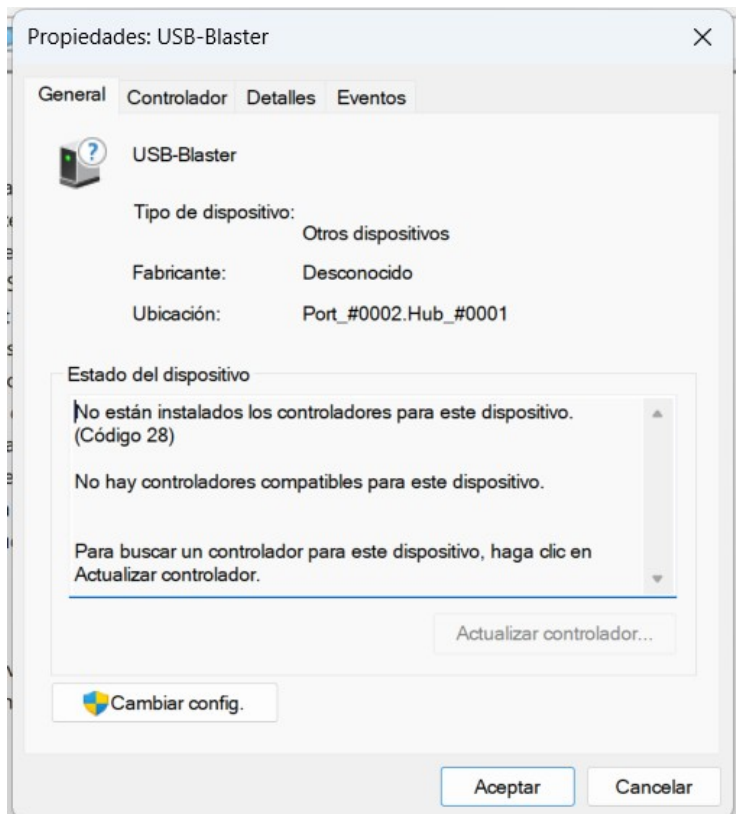 Propiedades: USB-Blaster
General Controlador Detalles Eventos
USB-Blaster
Tipo de dispositivo:
Otros dispositivos
Fabricante: Desconocido
Ubicación: Port_#0002.Hub_#0001
Estado del dispositivo
No están instalados los controladores para este dispositivo.
(Código 28)
No hay controladores compatibles para este dispositivo.
Para buscar un controlador para este dispositivo, haga clic en
Actualizar controlador.
Actualizar controlador...
Cambiar config.
Aceptar Cancelar